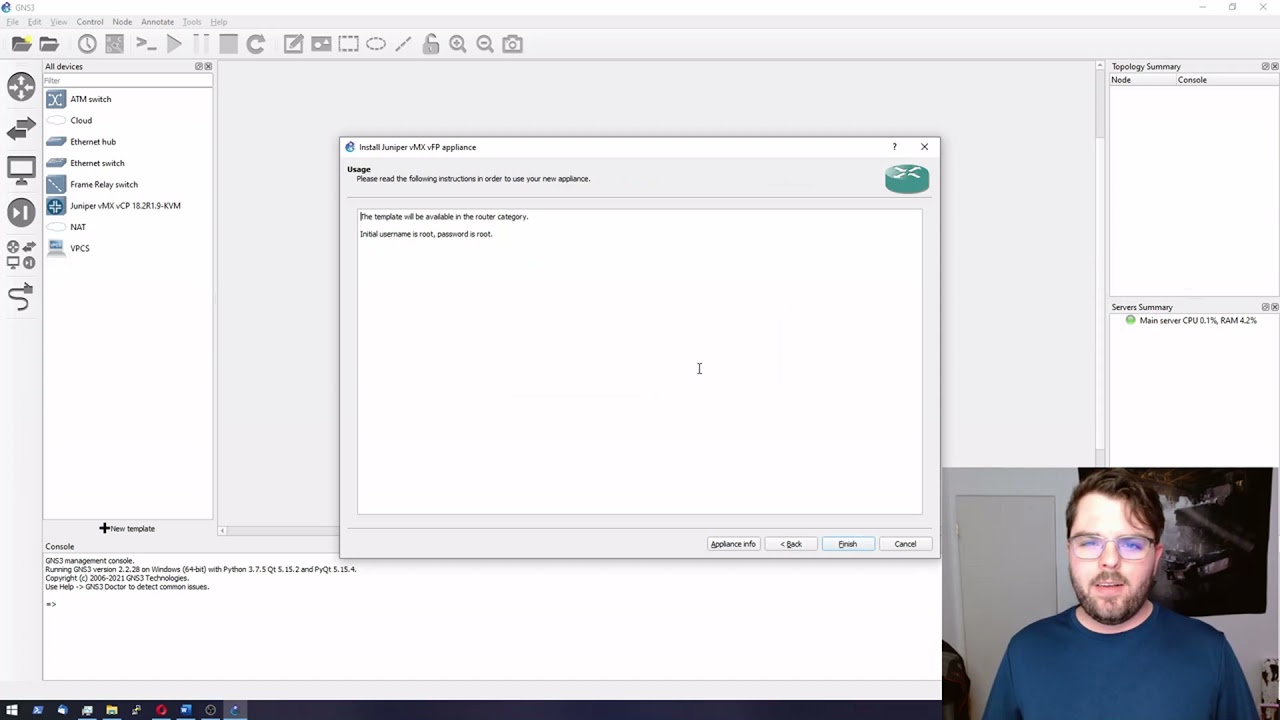 GNS3
File Edit View Control Node Annotate Tools Help
All devices
Filter
ATM switch
Cloud
Ethernet hub
Ethernet switch
Frame Relay switch
Juniper vMX vCP 18.2R1.9-KVM
NAT
VPCS
New template
Install Juniper vMX vFP appliance
?
Usage
Please read the following instructions in order to use your new appliance.
The template will be available in the router category.
Initial username is root, password is root.
Appliance info
< Back
Finish
Cancel
Topology Summary
Node Console
Servers Summary
Main server CPU 0.1%, RAM 4.2%
Console
GNS3 management console.
Running GNS3 version 2.2.28 on Windows (64-bit) with Python 3.7.5 Qt 5.15.2 and PyQt 5.15.4.
Copyright (c) 2006-2021 GNS3 Technologies.
Use Help -> GNS3 Doctor to detect common issues.
=>